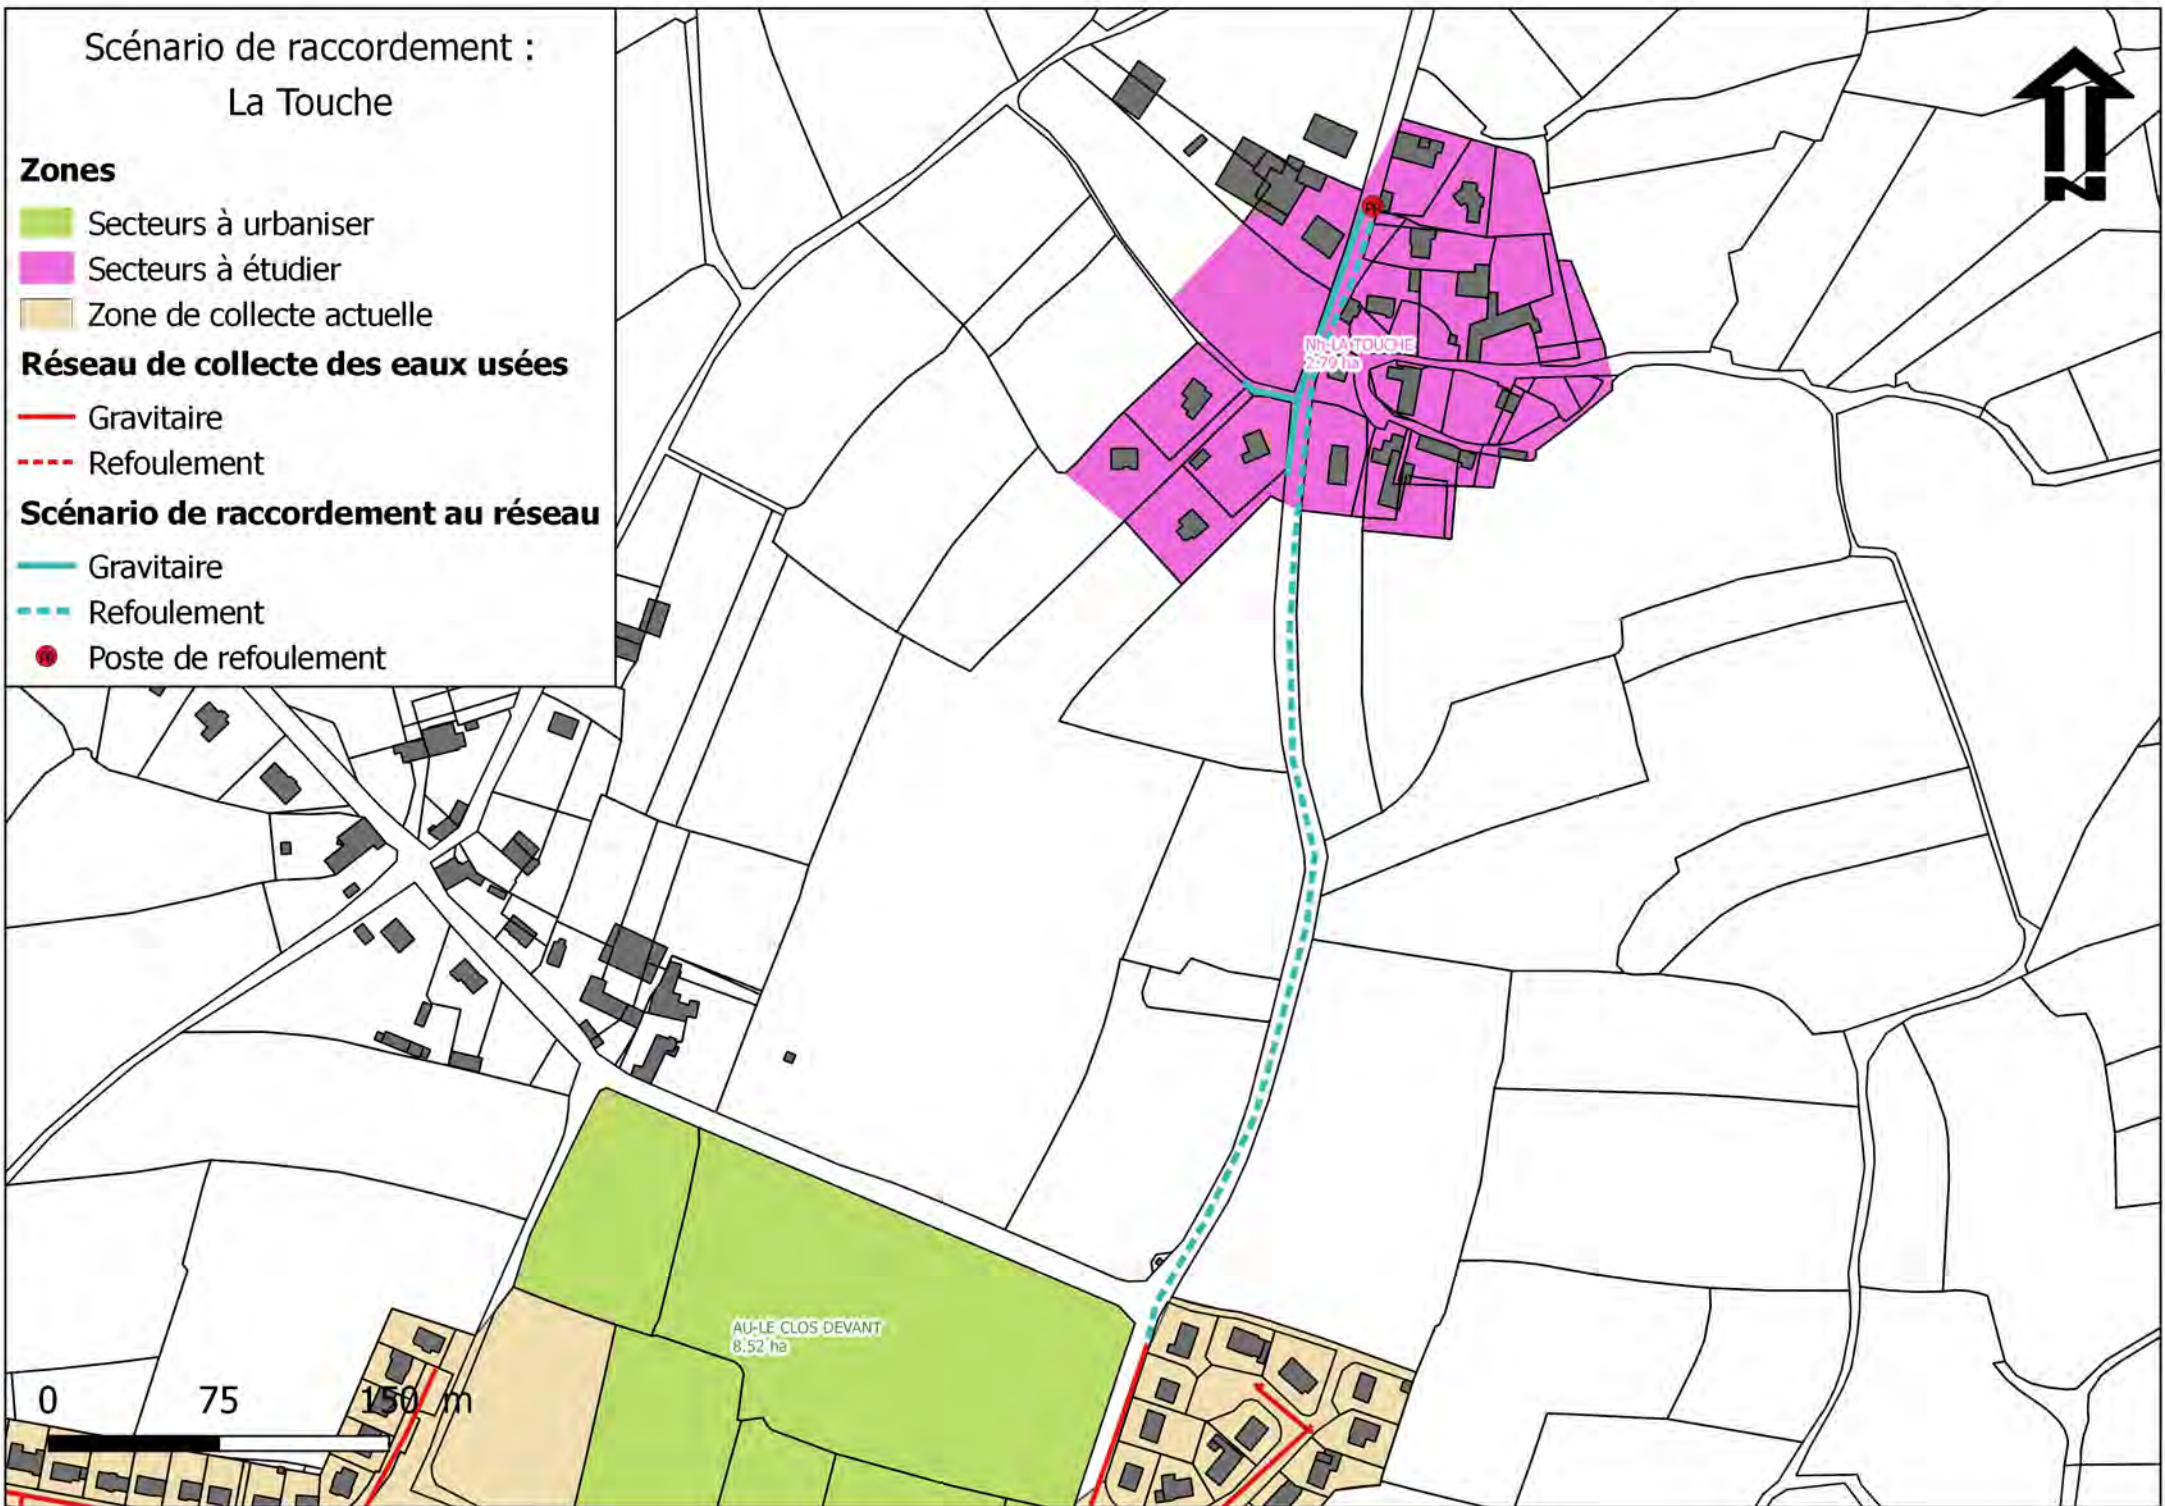 Scénario de raccordement :
La Touche
Zones
Secteurs à urbaniser
Secteurs à étudier
Zone de collecte actuelle
Réseau de collecte des eaux usées
Gravitaire
Refoulement
Scénario de raccordement au réseau
Gravitaire
Refoulement
Poste de refoulement
N
Nh-LA TOUCHE
2.79 ha
AU-LE CLOS DEVANT
8.52 ha
0 75 150 m